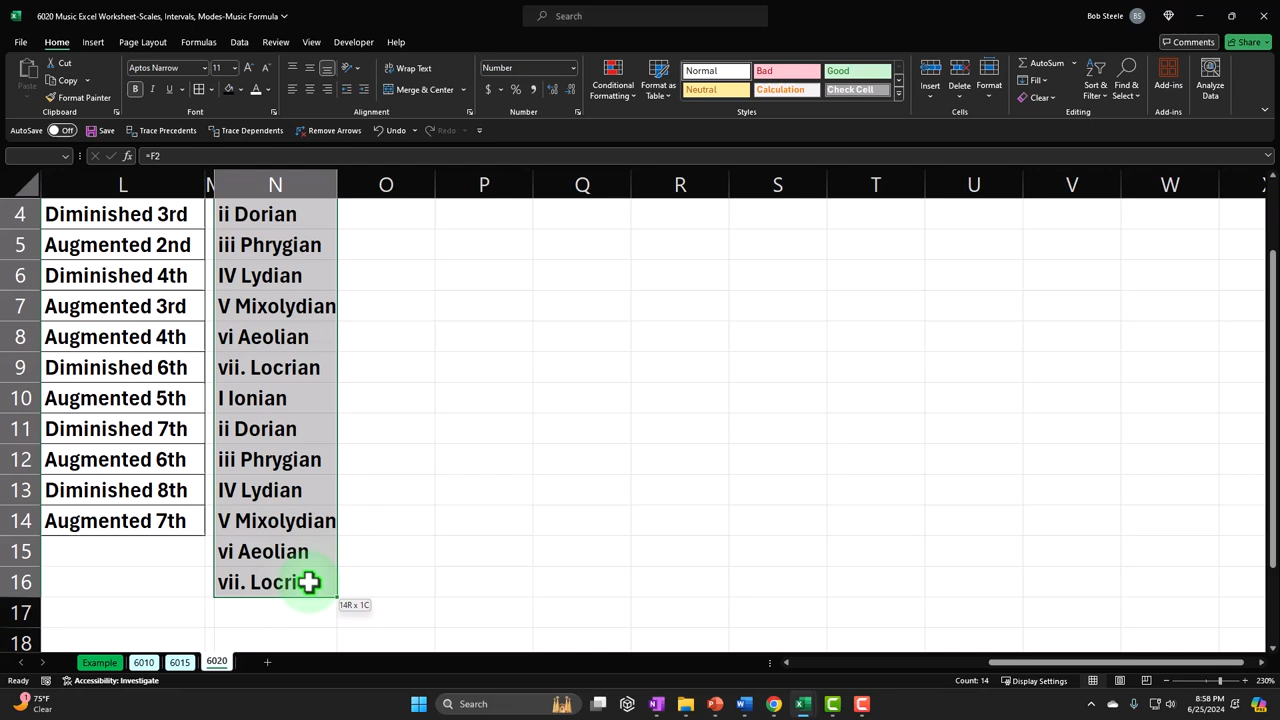 6020 Music Excel Worksheet-Scales, Intervals, Modes-Music Formula
Search
Bob Steele BS
File Home Insert Page Layout Formulas Data Review View Developer Help
Comments Share
Paste
Cut
Copy
Format Painter
Clipboard
Aptos Narrow 11
B I U
Font
Wrap Text
Merge & Center
Alignment
Number
$ % ,
Number
Conditional Formatting
Format as Table
Normal Bad Good
Neutral Calculation Check Cell
Styles
Insert Delete Format
Cells
AutoSum
Fill
Clear
Sort & Filter
Find & Select
Editing
Add-ins
Add-ins
Analyze Data
AutoSave Off Save Trace Precedents Trace Dependents Remove Arrows Undo Redo
fx =F2
L M N O P Q R S T U V W X
4 Diminished 3rd ii Dorian
5 Augmented 2nd iii Phrygian
6 Diminished 4th IV Lydian
7 Augmented 3rd V Mixolydian
8 Augmented 4th vi Aeolian
9 Diminished 6th vii. Locrian
10 Augmented 5th I Ionian
11 Diminished 7th ii Dorian
12 Augmented 6th iii Phrygian
13 Diminished 8th IV Lydian
14 Augmented 7th V Mixolydian
15 vi Aeolian
16 vii. Locri
14R x 1C
17
18
Example 6010 6015 6020
Ready Accessibility: Investigate Count: 14 Display Settings 230%
75°F
Clear
Search
8:58 PM
6/25/2024